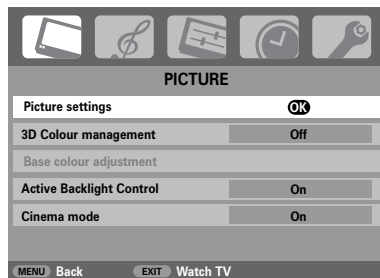 PICTURE
Picture settings OK
3D Colour management Off
Base colour adjustment
Active Backlight Control On
Cinema mode On
MENU Back EXIT Watch TV